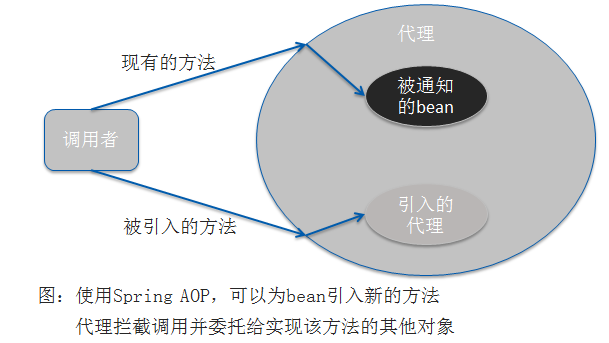 代理
现有的方法
被通知
的bean
调用者
引入的
代理
被引入的方法
图：使用Spring AOP，可以为bean引入新的方法
代理拦截调用并委托给实现该方法的其他对象